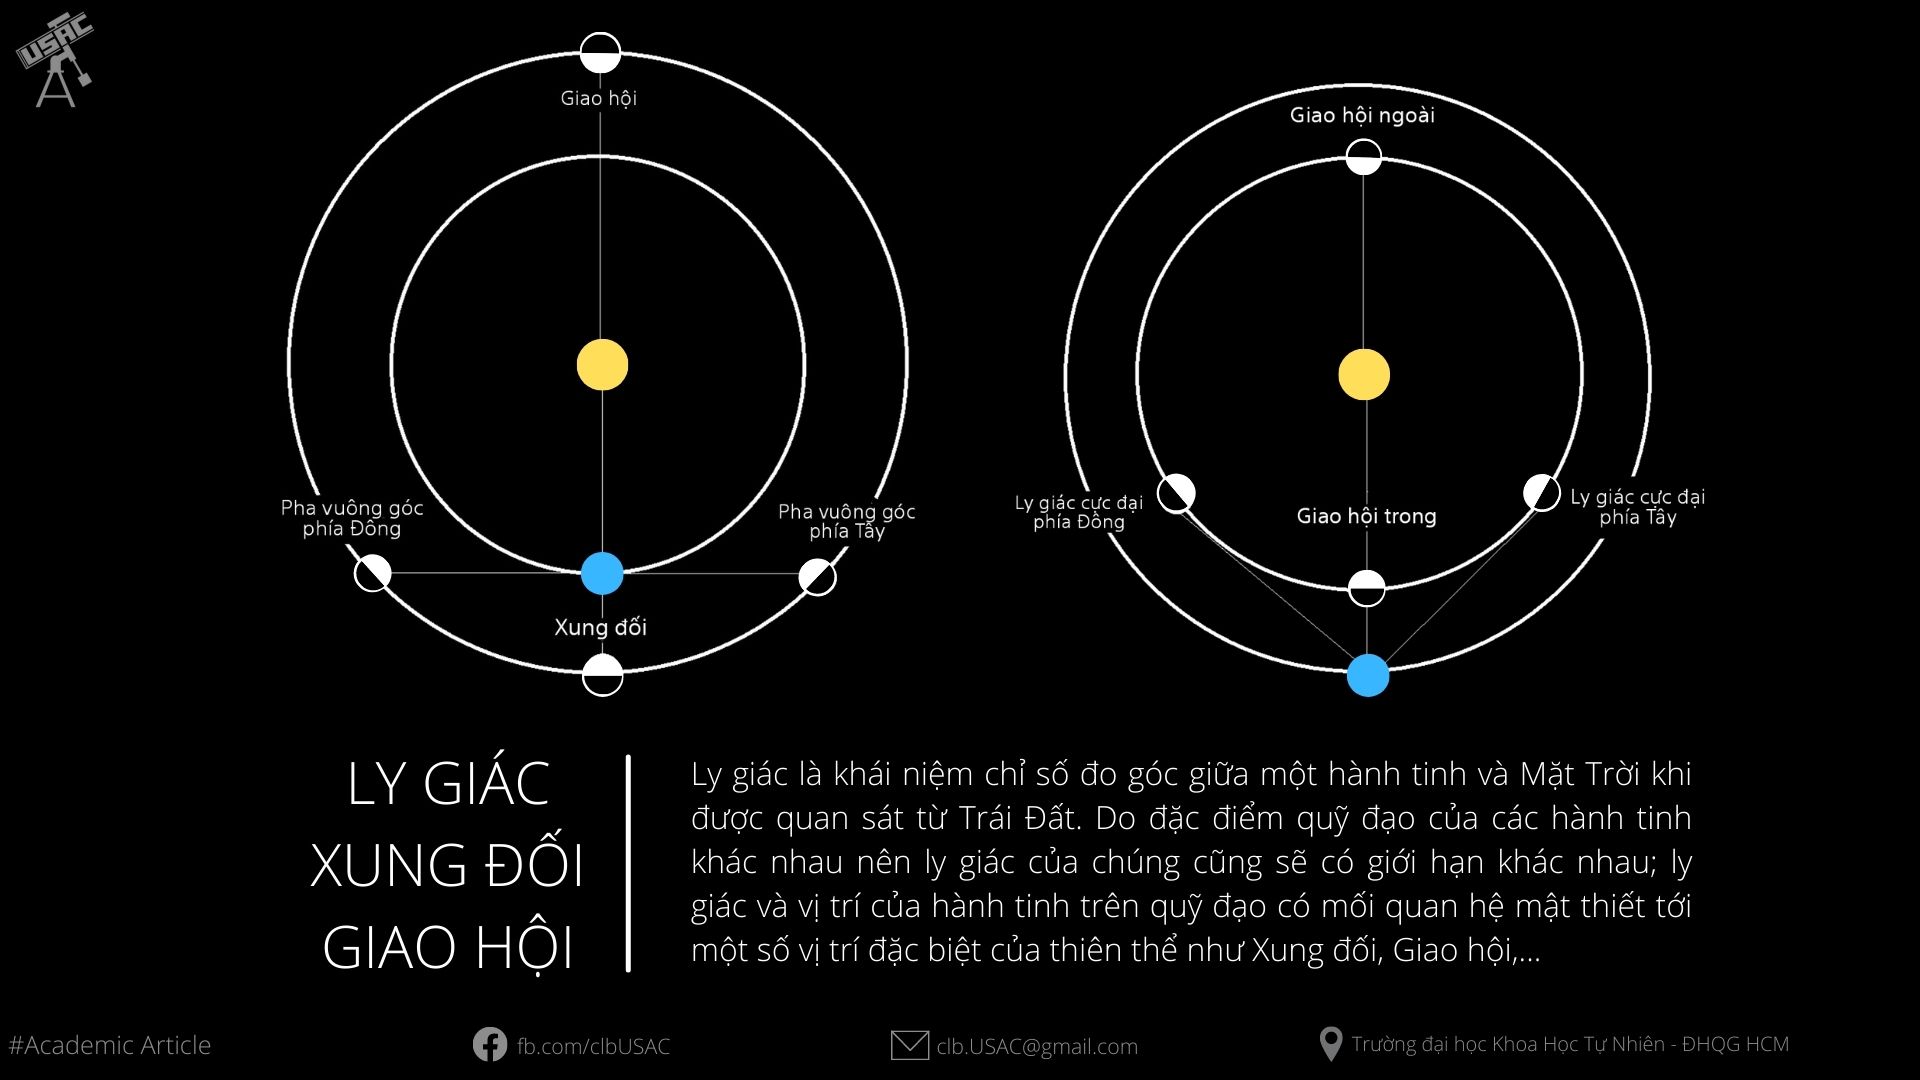 USAC
Giao hội
Pha vuông góc
phía Đông
Pha vuông góc
phía Tây
Xung đối
Giao hội ngoài
Ly giác cực đại
phía Đông
Giao hội trong
Ly giác cực đại
phía Tây
LY GIÁC
XUNG ĐỐI
GIAO HỘI
Ly giác là khái niệm chỉ số đo góc giữa một hành tinh và Mặt Trời khi
được quan sát từ Trái Đất. Do đặc điểm quỹ đạo của các hành tinh
khác nhau nên ly giác của chúng cũng sẽ có giới hạn khác nhau; ly
giác và vị trí của hành tinh trên quỹ đạo có mối quan hệ mật thiết tới
một số vị trí đặc biệt của thiên thể như Xung đối, Giao hội,...
#Academic Article
fb.com/clbUSAC
clb.USAC@gmail.com
Trường đại học Khoa Học Tự Nhiên - ĐHQG HCM